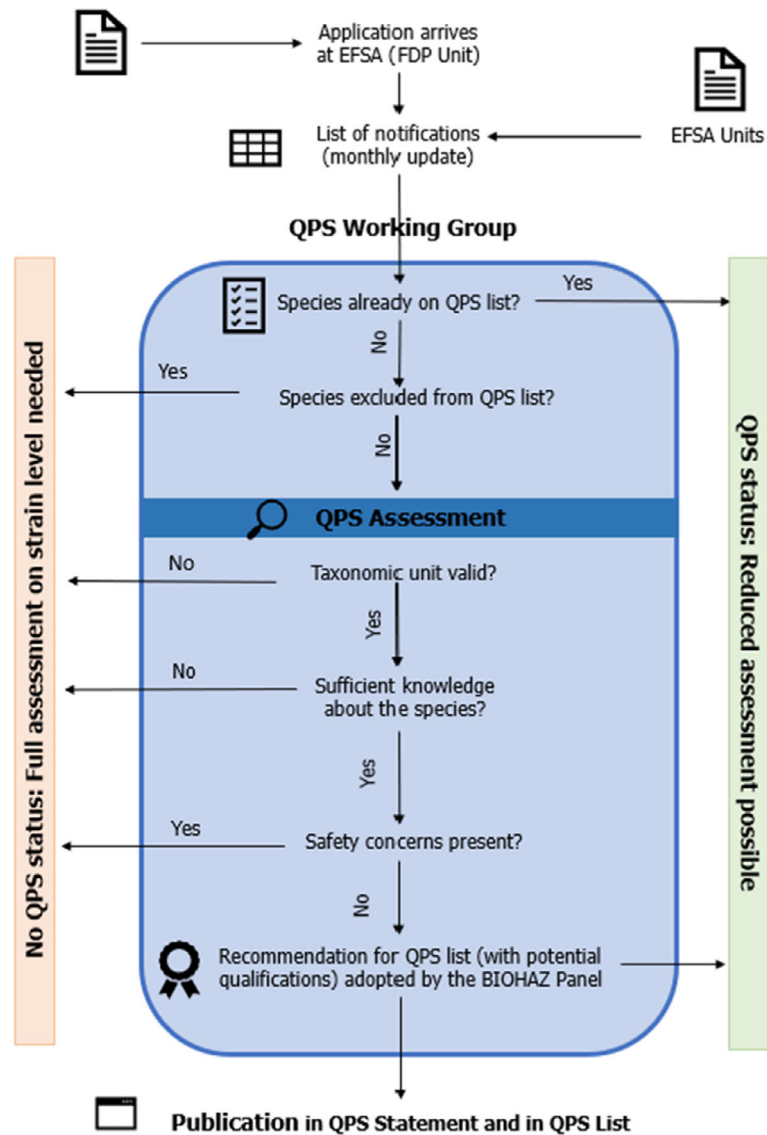 Application arrives
at EFSA (FDP Unit)
List of notifications
(monthly update)
EFSA Units
QPS Working Group
Species already on QPS list?
Yes
No
Yes
Species excluded from QPS list?
No
QPS Assessment
No
Taxonomic unit valid?
Yes
No
Sufficient knowledge
about the species?
Yes
Yes
Safety concerns present?
No
Recommendation for QPS list (with potential
qualifications) adopted by the BIOHAZ Panel
No QPS status: Full assessment on strain level needed
QPS status: Reduced assessment possible
Publication in QPS Statement and in QPS List